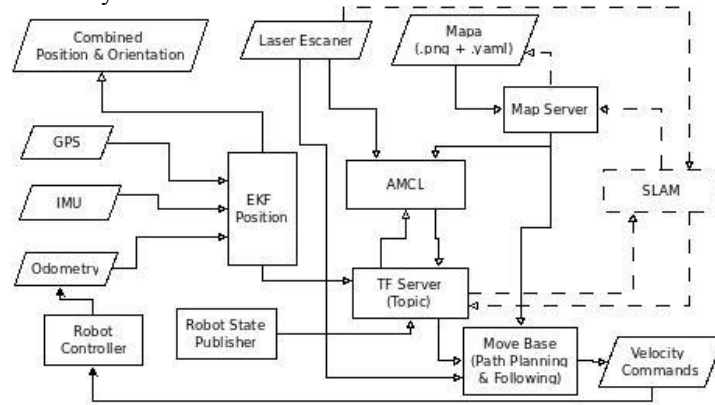 Combined
Position & Orientation
Laser Escaner
Mapa
(.png + .yaml)
Map Server
GPS
IMU
EKF
Position
AMCL
SLAM
Odometry
TF Server
(Topic)
Robot
Controller
Robot State
Publisher
Move Base
(Path Planning
& Following)
Velocity
Commands